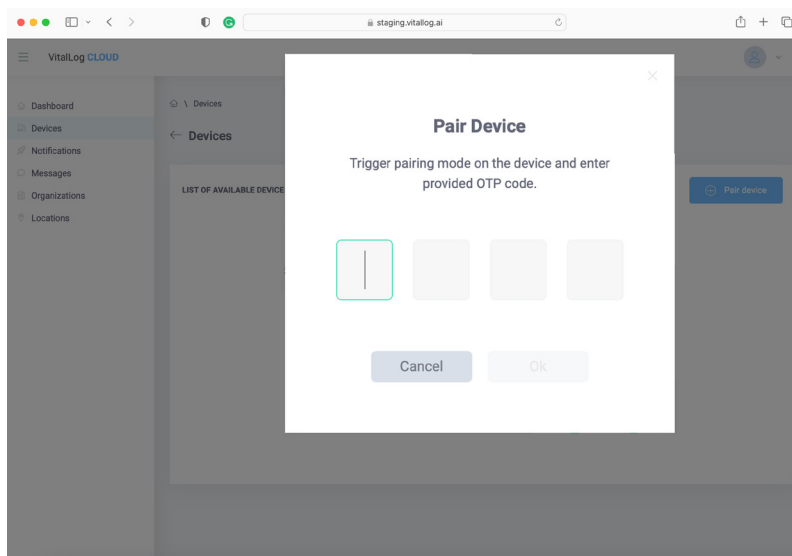 staging.vitallog.ai
VitalLog CLOUD
Dashboard
Devices
Notifications
Messages
Organizations
Locations
\ Devices
Devices
LIST OF AVAILABLE DEVICE
Pair device
Pair Device
Trigger pairing mode on the device and enter
provided OTP code.
Cancel
Ok